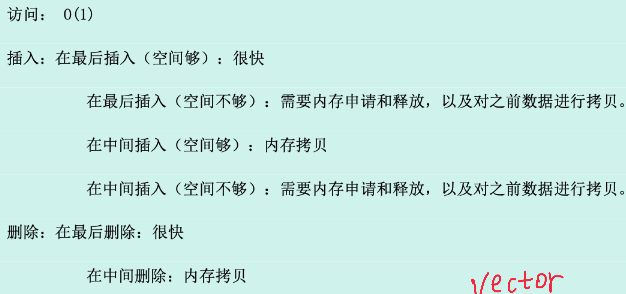 访问： O(1)
插入：在最后插入（空间够）：很快
在最后插入（空间不够）：需要内存申请和释放，以及对之前数据进行拷贝。
在中间插入（空间够）：内存拷贝
在中间插入（空间不够）：需要内存申请和释放，以及对之前数据进行拷贝。
删除：在最后删除：很快
在中间删除：内存拷贝
vector